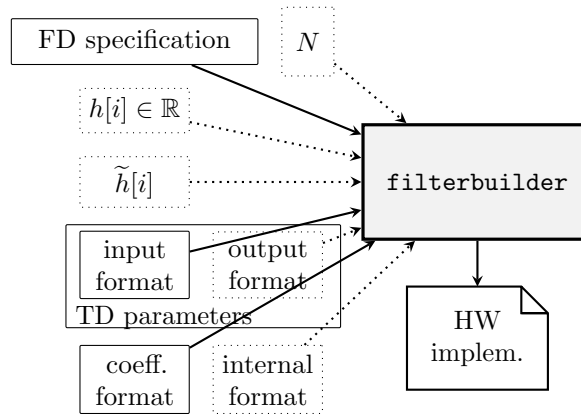 FD specification
N
h[i] ∈ ℝ
h̃[i]
filterbuilder
input
format
output
format
TD parameters
coeff.
format
internal
format
HW
implem.